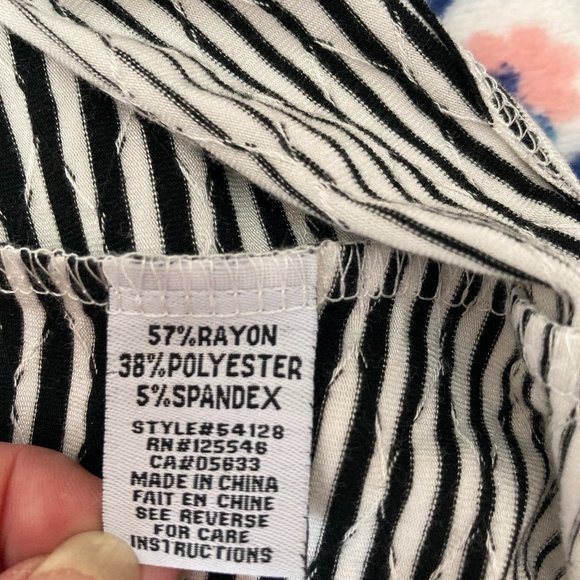 57%RAYON
38%POLYESTER
5%SPANDEX
STYLE#54128
RN#125546
CA#05633
MADE IN CHINA
FAIT EN CHINE
SEE REVERSE
FOR CARE
INSTRUCTIONS